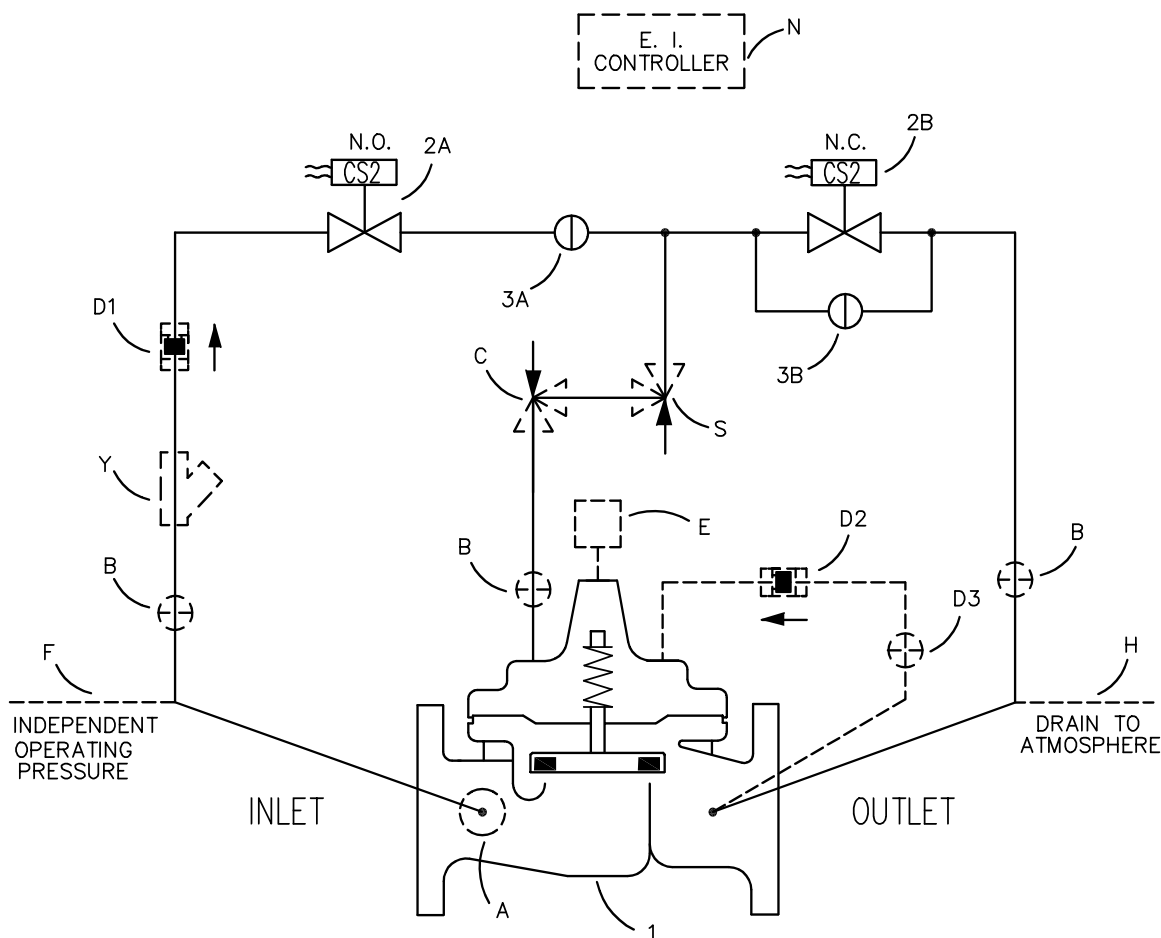 N
E. I.
CONTROLLER
N.O.
2A
CS2
N.C.
2B
CS2
3A
D1
C
3B
S
Y
E
D2
B
B
B
D3
F
H
INDEPENDENT
OPERATING
PRESSURE
DRAIN TO
ATMOSPHERE
INLET
OUTLET
A
1